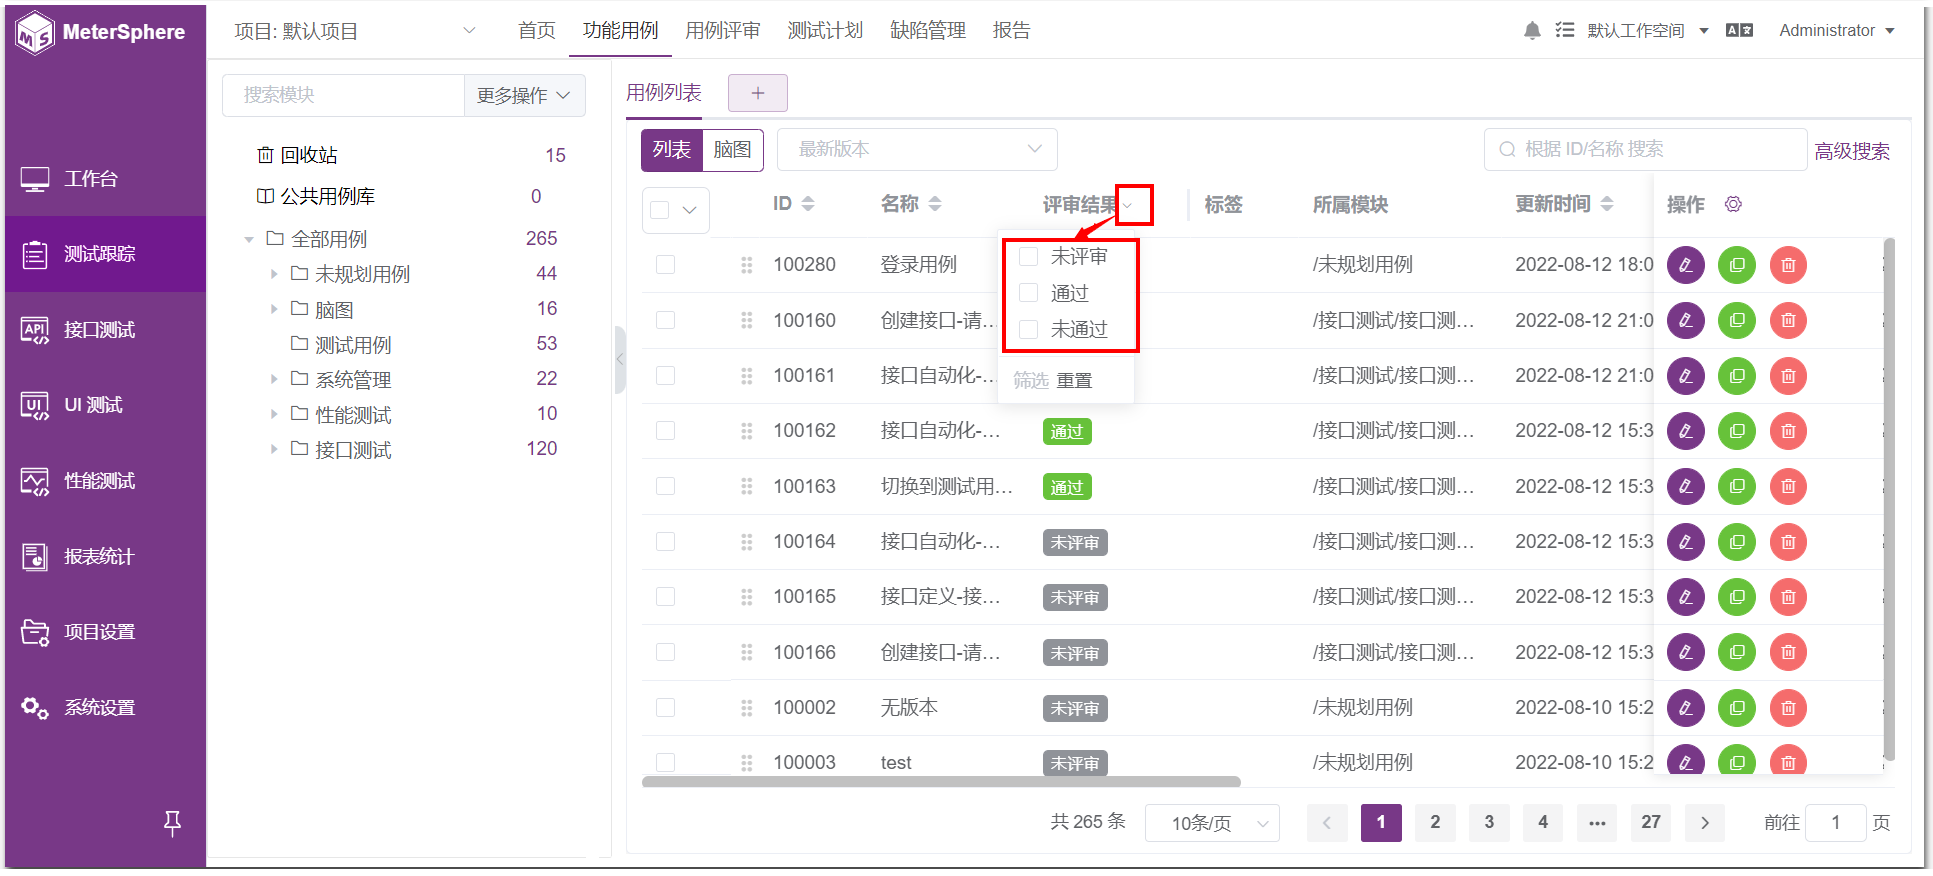 MeterSphere
项目: 默认项目
首页
功能用例
用例评审
测试计划
缺陷管理
报告
默认工作空间
Administrator
工作台
测试跟踪
接口测试
UI 测试
性能测试
报表统计
项目设置
系统设置
搜索模块
更多操作
回收站 15
公共用例库 0
全部用例 265
未规划用例 44
脑图 16
测试用例 53
系统管理 22
性能测试 10
接口测试 120
用例列表
+
列表 脑图 最新版本
根据 ID/名称 搜索 高级搜索
ID 名称 评审结果 标签 所属模块 更新时间 操作
未评审
通过
未通过
筛选 重置
100280 登录用例 /未规划用例 2022-08-12 18:0
100160 创建接口-请... /接口测试/接口测... 2022-08-12 21:0
100161 接口自动化-... /接口测试/接口测... 2022-08-12 21:0
100162 接口自动化-... 通过 /接口测试/接口测... 2022-08-12 15:3
100163 切换到测试用... 通过 /接口测试/接口测... 2022-08-12 15:3
100164 接口自动化-... 未评审 /接口测试/接口测... 2022-08-12 15:3
100165 接口定义-接... 未评审 /接口测试/接口测... 2022-08-12 15:3
100166 创建接口-请... 未评审 /接口测试/接口测... 2022-08-12 15:3
100002 无版本 未评审 /未规划用例 2022-08-10 15:2
100003 test 未评审 /未规划用例 2022-08-10 15:2
共 265 条 10条/页 1 2 3 4 ... 27 前往 1 页